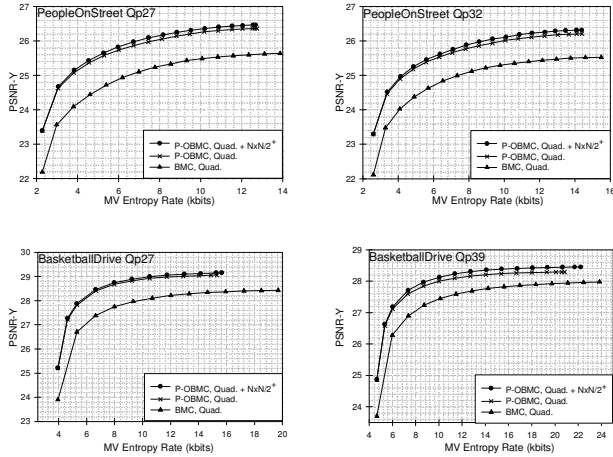 PeopleOnStreet Qp27
27
26
25
24
23
22
PSNR-Y
2 4 6 8 10 12 14
MV Entropy Rate (kbits)
P-OBMC, Quad. + NxN/2⁺
P-OBMC, Quad.
BMC, Quad.
PeopleOnStreet Qp32
27
26
25
24
23
22
PSNR-Y
2 4 6 8 10 12 14 16
MV Entropy Rate (kbits)
P-OBMC, Quad. + NxN/2⁺
P-OBMC, Quad.
BMC, Quad.
BasketballDrive Qp27
30
29
28
27
26
25
24
23
PSNR-Y
4 6 8 10 12 14 16 18 20
MV Entropy Rate (kbits)
P-OBMC, Quad. + NxN/2⁺
P-OBMC, Quad.
BMC, Quad.
BasketballDrive Qp39
29
28
27
26
25
24
PSNR-Y
4 6 8 10 12 14 16 18 20 22 24
MV Entropy Rate (kbits)
P-OBMC, Quad. + NxN/2⁺
P-OBMC, Quad.
BMC, Quad.